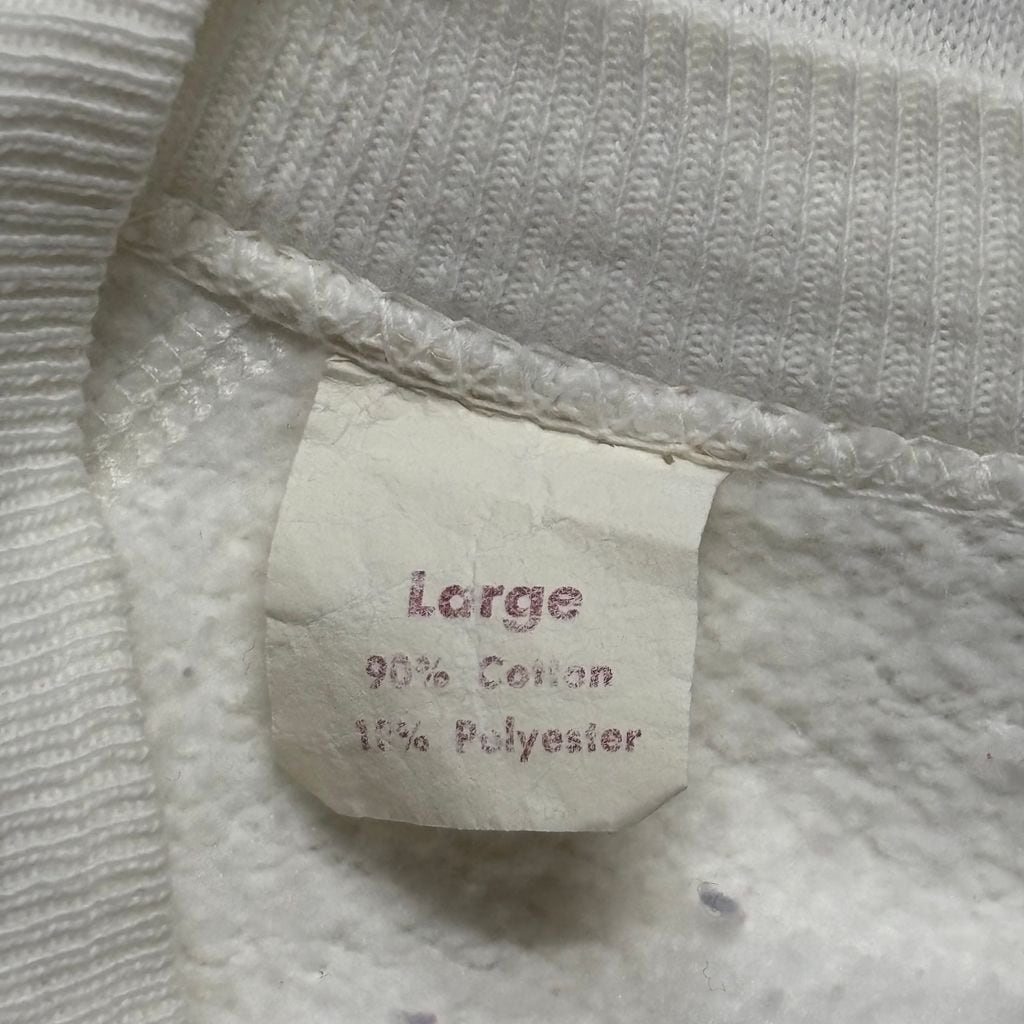 Large
90% Cotton
10% Polyester